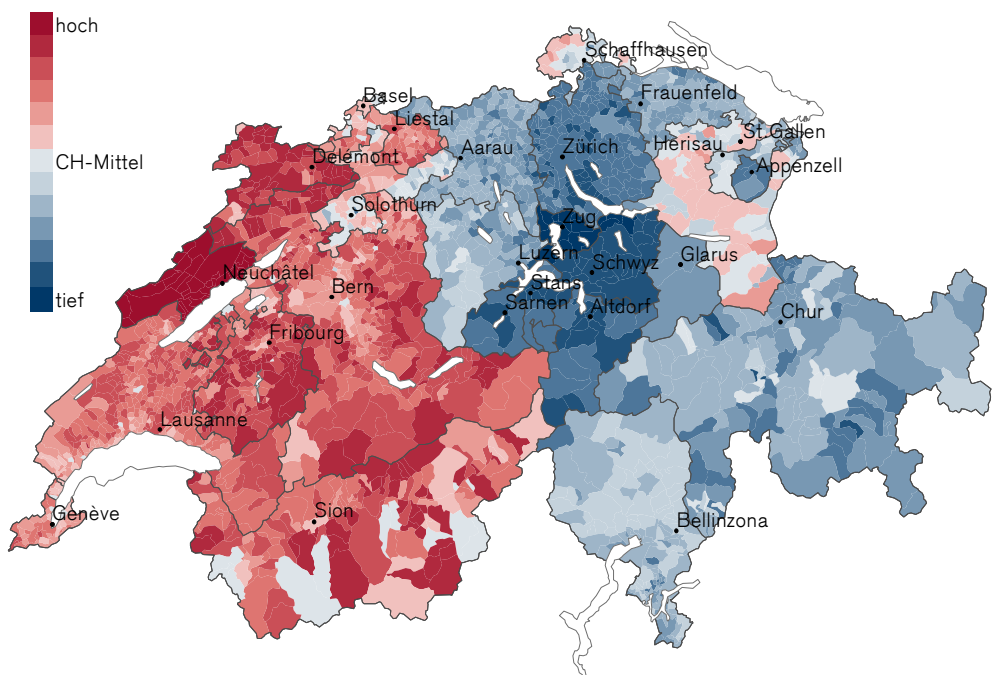 hoch
CH-Mittel
tief
Schaffhausen
Basel
Frauenfeld
Liestal
St.Gallen
Herisau
Aarau
Zürich
Delémont
Appenzell
Solothurn
Zug
Luzern
Schwyz
Glarus
Neuchâtel
Bern
Stans
Sarnen
Altdorf
Chur
Fribourg
Lausanne
Genève
Sion
Bellinzona